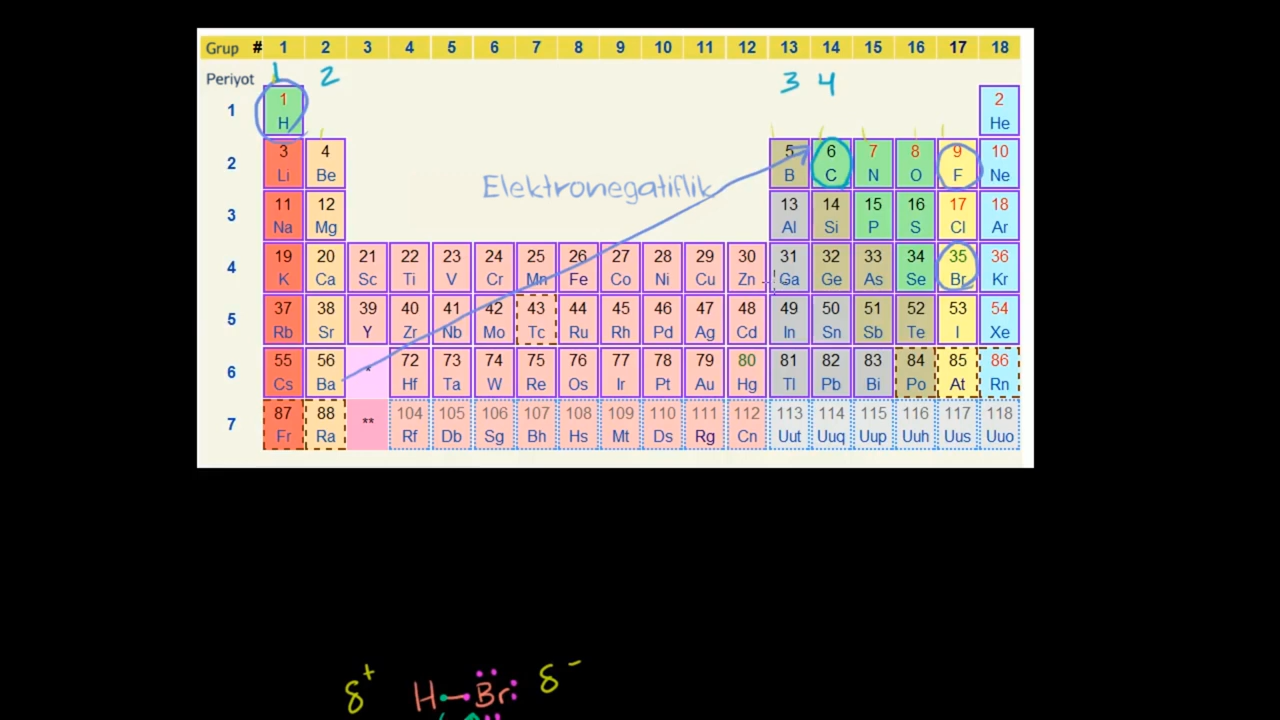 Grup # 1 2 3 4 5 6 7 8 9 10 11 12 13 14 15 16 17 18
Periyot 1 2 3 4
1 1 2
H He
2 3 4 5 6 7 8 9 10
Li Be B C N O F Ne
Elektronegatiflik
3 11 12 13 14 15 16 17 18
Na Mg Al Si P S Cl Ar
4 19 20 21 22 23 24 25 26 27 28 29 30 31 32 33 34 35 36
K Ca Sc Ti V Cr Mn Fe Co Ni Cu Zn Ga Ge As Se Br Kr
5 37 38 39 40 41 42 43 44 45 46 47 48 49 50 51 52 53 54
Rb Sr Y Zr Nb Mo Tc Ru Rh Pd Ag Cd In Sn Sb Te I Xe
6 55 56 * 72 73 74 75 76 77 78 79 80 81 82 83 84 85 86
Cs Ba Hf Ta W Re Os Ir Pt Au Hg Tl Pb Bi Po At Rn
7 87 88 ** 104 105 106 107 108 109 110 111 112 113 114 115 116 117 118
Fr Ra Rf Db Sg Bh Hs Mt Ds Rg Cn Uut Uuq Uup Uuh Uus Uuo
δ+ H Br: δ-